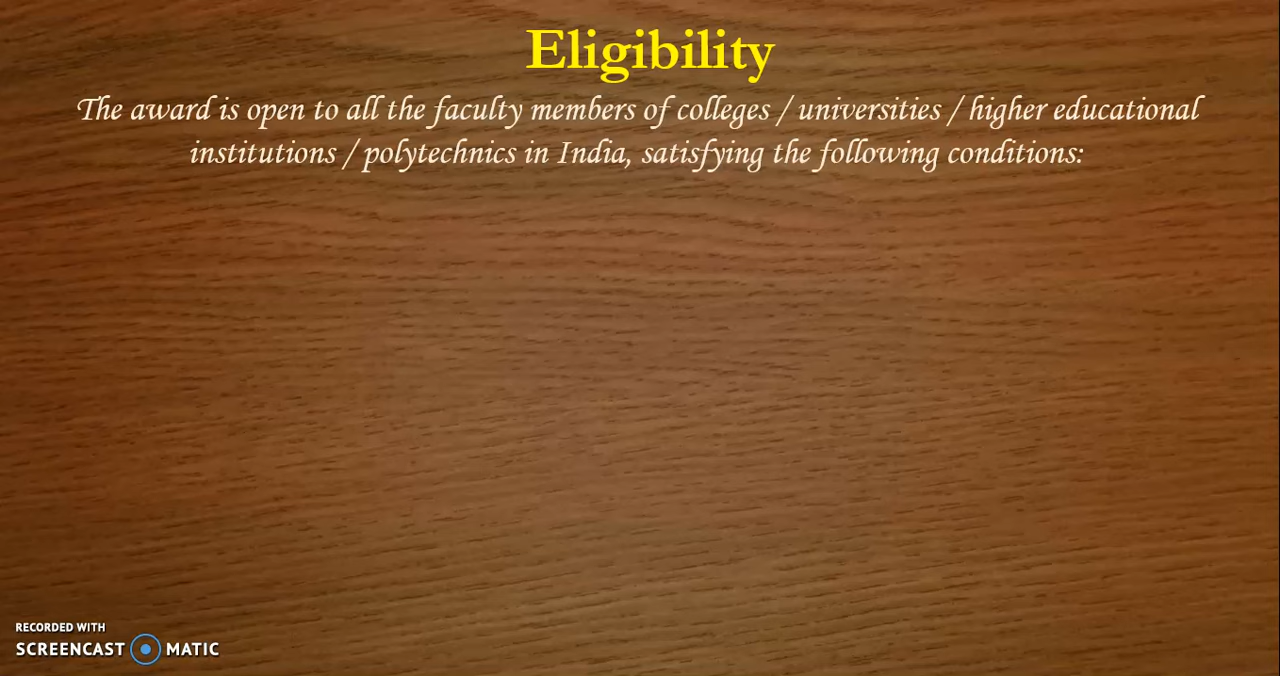 Eligibility
The award is open to all the faculty members of colleges / universities / higher educational
institutions / polytechnics in India, satisfying the following conditions:
RECORDED WITH
SCREENCAST MATIC